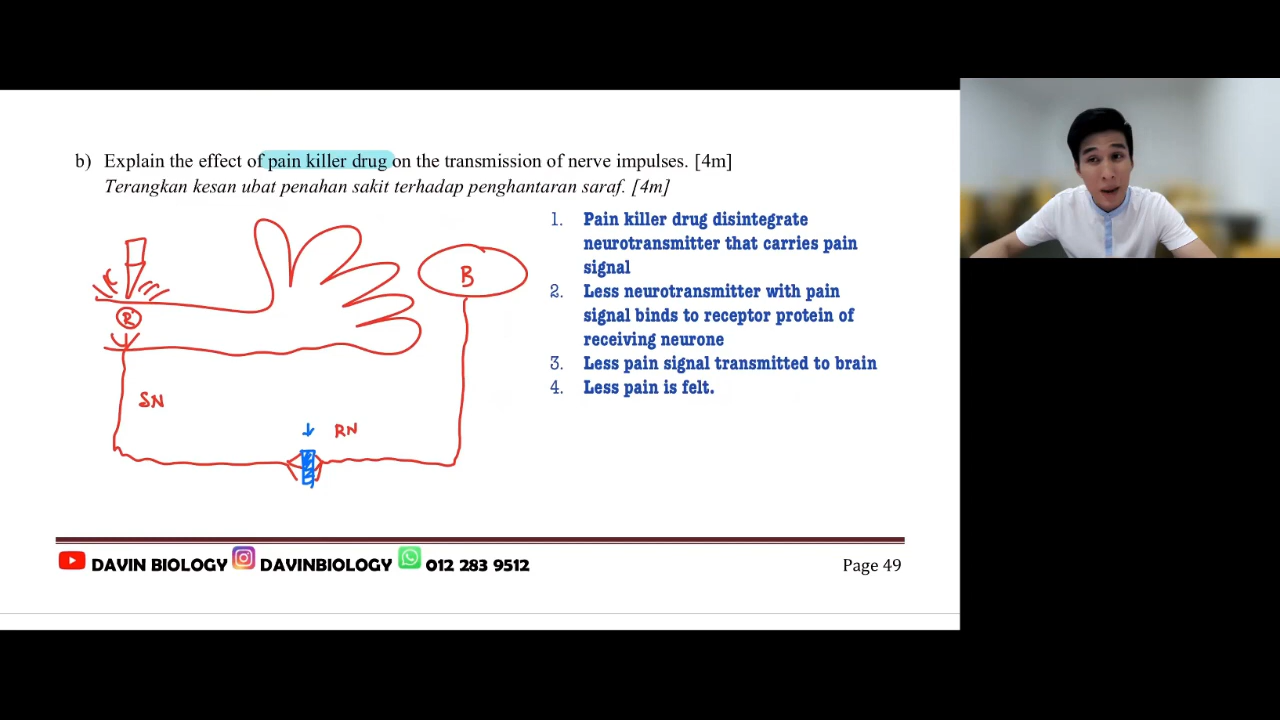 b) Explain the effect of pain killer drug on the transmission of nerve impulses. [4m]
Terangkan kesan ubat penahan sakit terhadap penghantaran saraf. [4m]
1. Pain killer drug disintegrate
neurotransmitter that carries pain
signal
2. Less neurotransmitter with pain
signal binds to receptor protein of
receiving neurone
3. Less pain signal transmitted to brain
4. Less pain is felt.
B
R
SN
RN
DAVIN BIOLOGY DAVINBIOLOGY 012 283 9512
Page 49